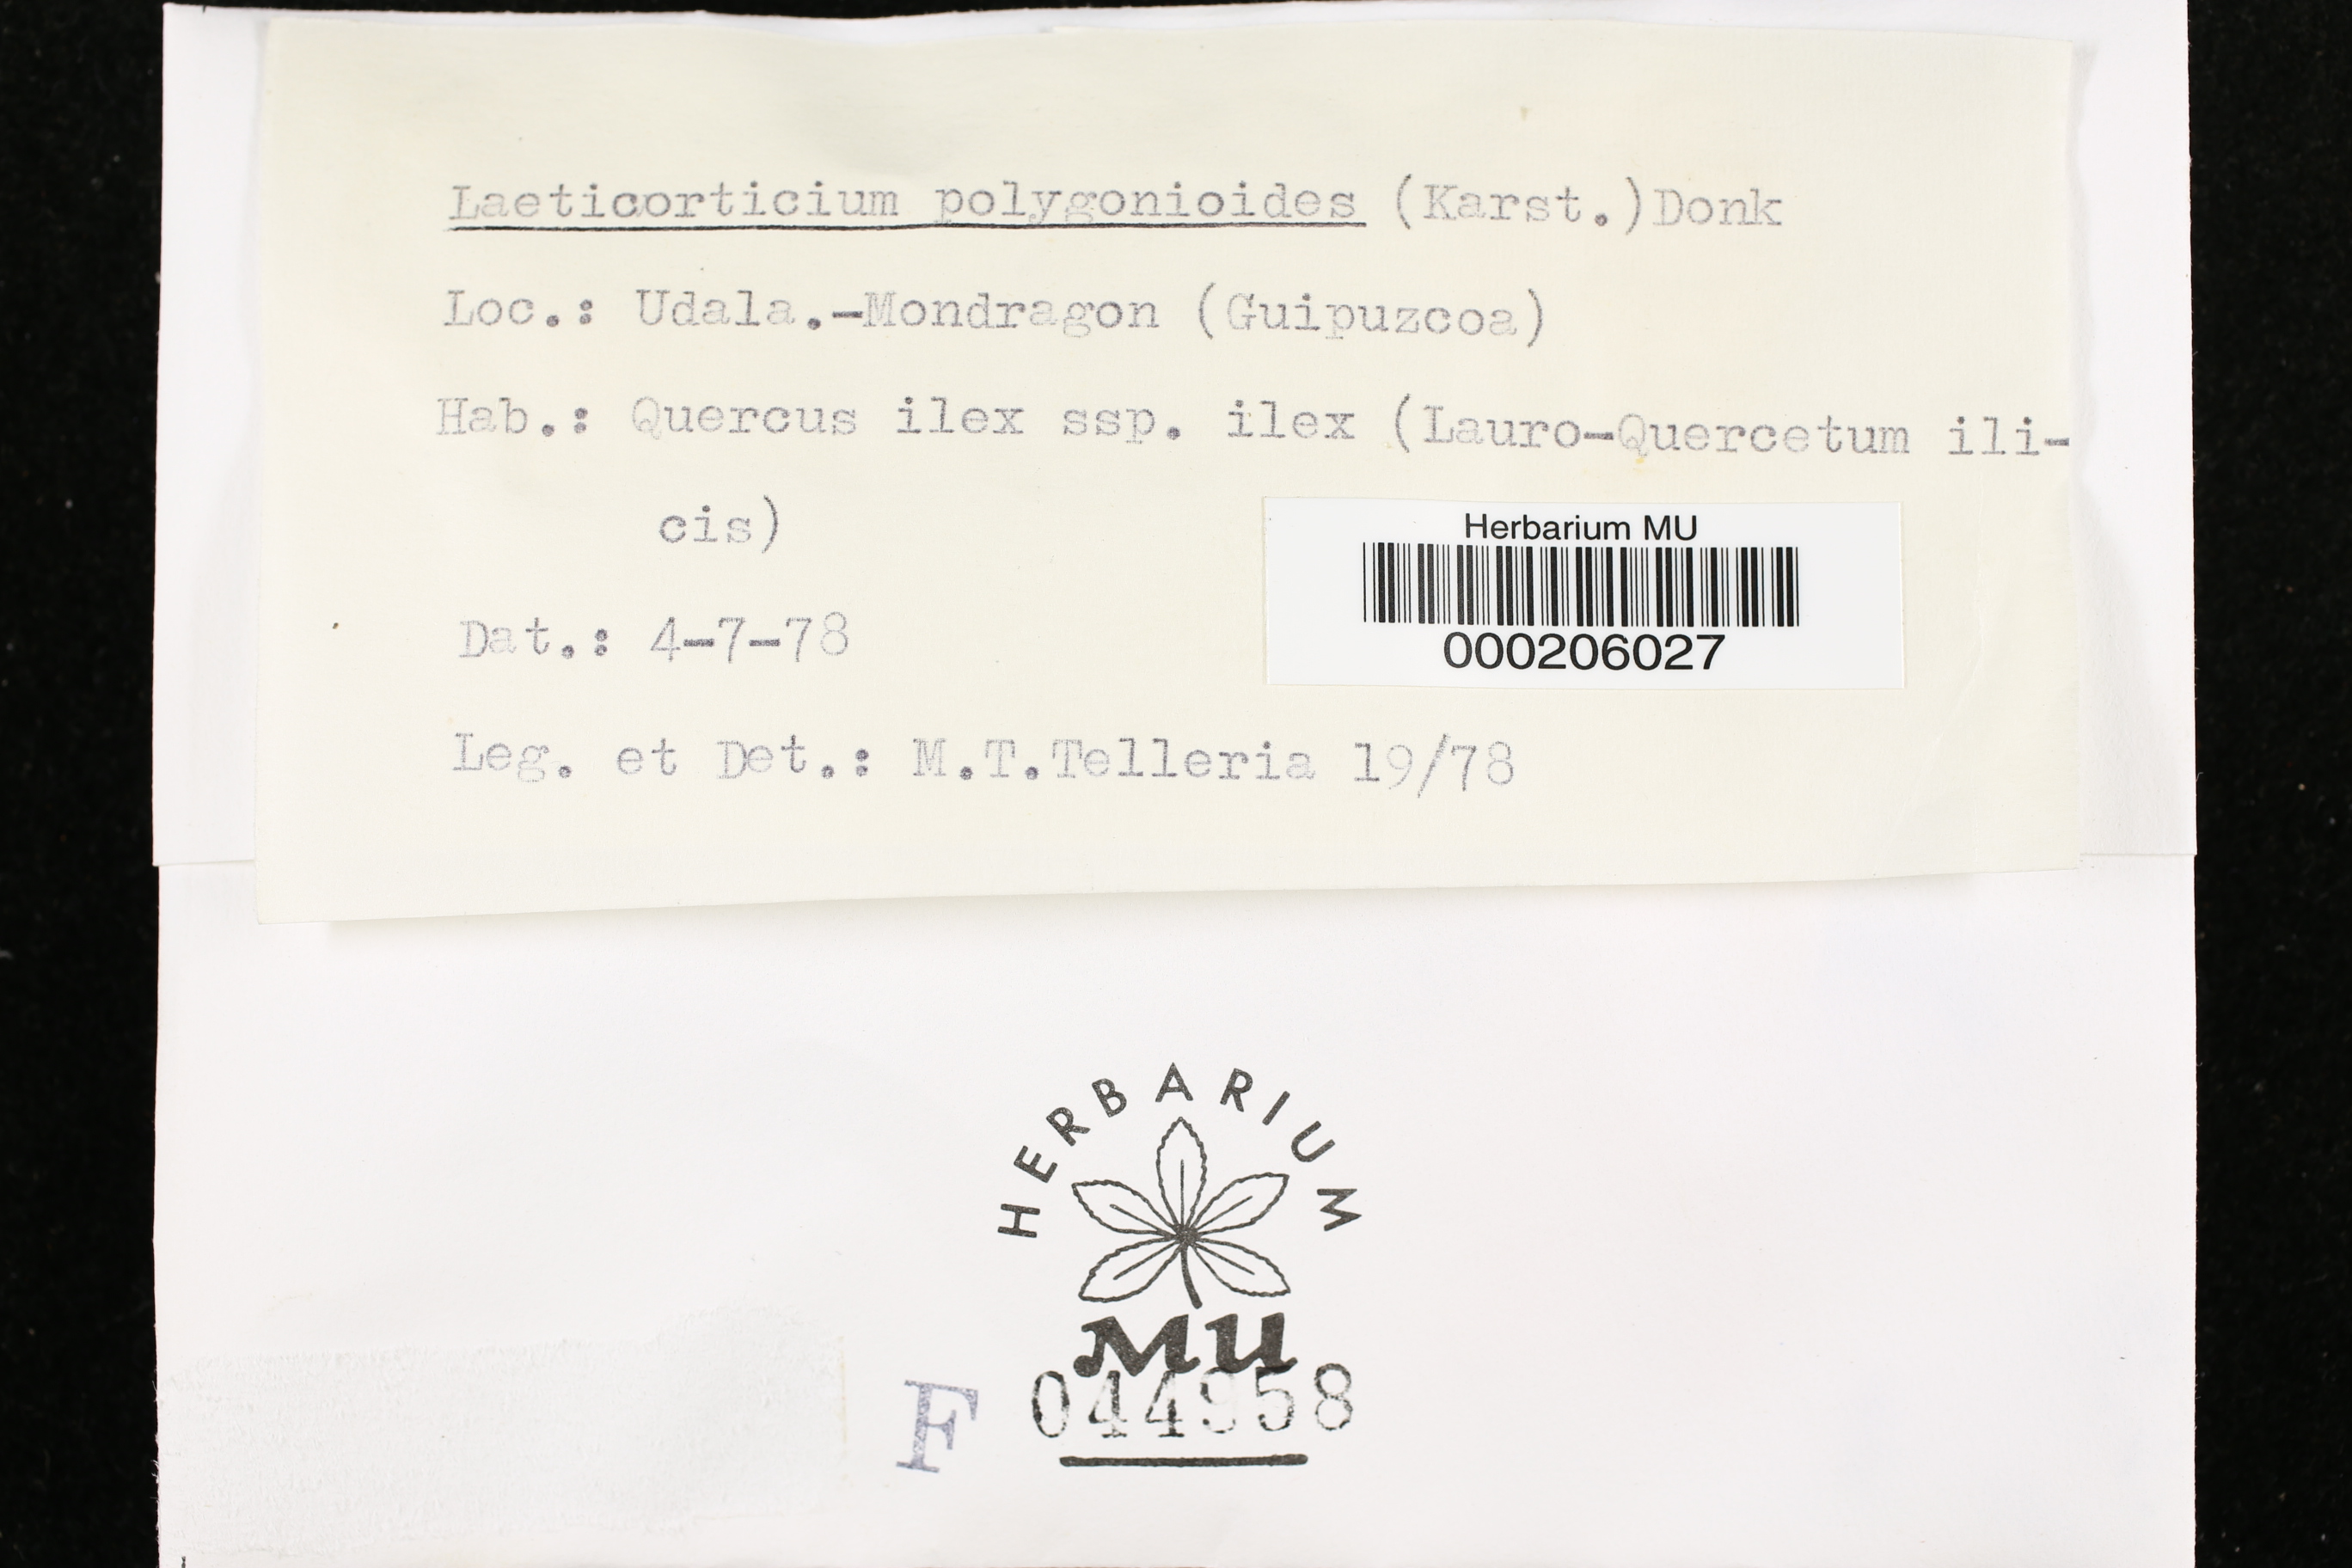 Laeticorticium polygonioides (Karst.)Donk
Loc.: Udala.-Mondragon (Guipuzcoa)
Hab.: Quercus ilex ssp. ilex (Lauro-Quercetum ili-
cis)
Herbarium MU
000206027
Dat.: 4-7-78
Leg. et Det.: M.T.Telleria 19/78
HERBARIUM
MU
F 044958